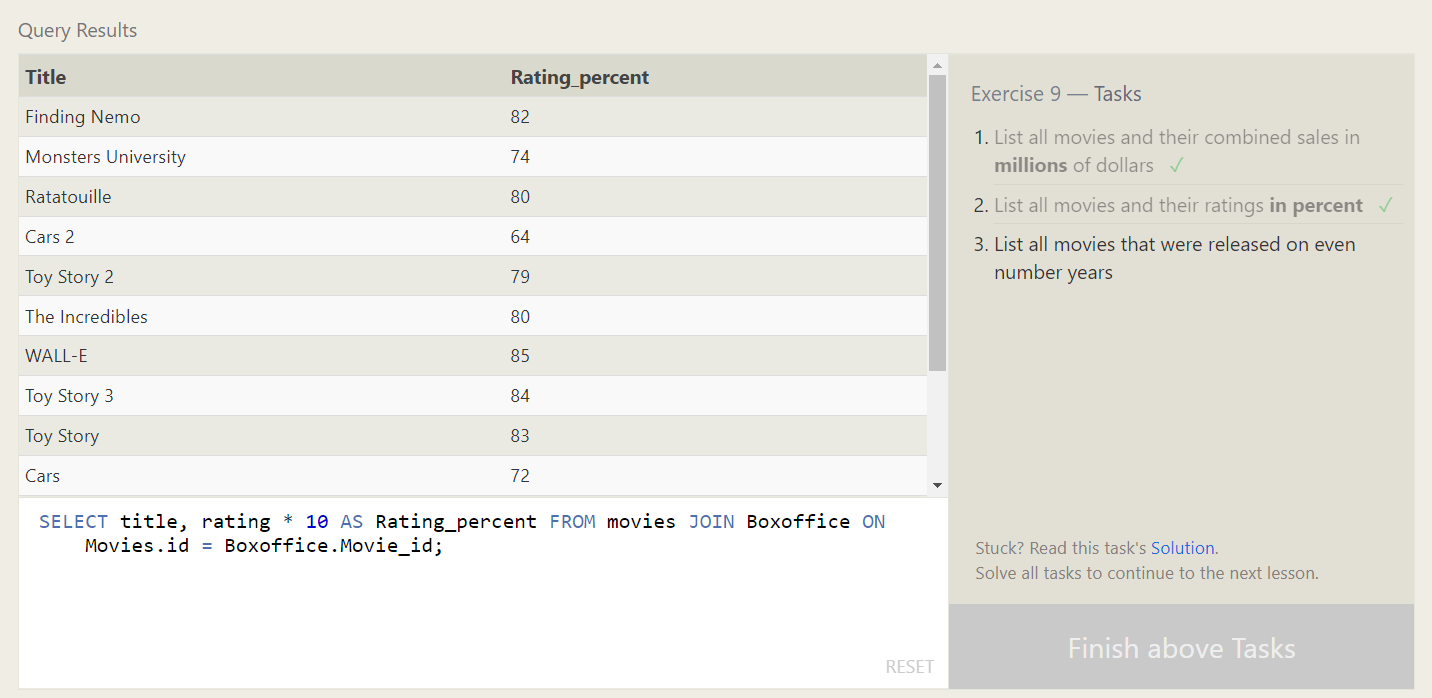 Query Results
Title Rating_percent
Finding Nemo 82
Monsters University 74
Ratatouille 80
Cars 2 64
Toy Story 2 79
The Incredibles 80
WALL-E 85
Toy Story 3 84
Toy Story 83
Cars 72
SELECT title, rating * 10 AS Rating_percent FROM movies JOIN Boxoffice ON
Movies.id = Boxoffice.Movie_id;
RESET
Exercise 9 — Tasks
1. List all movies and their combined sales in
millions of dollars ✓
2. List all movies and their ratings in percent ✓
3. List all movies that were released on even
number years
Stuck? Read this task's Solution.
Solve all tasks to continue to the next lesson.
Finish above Tasks